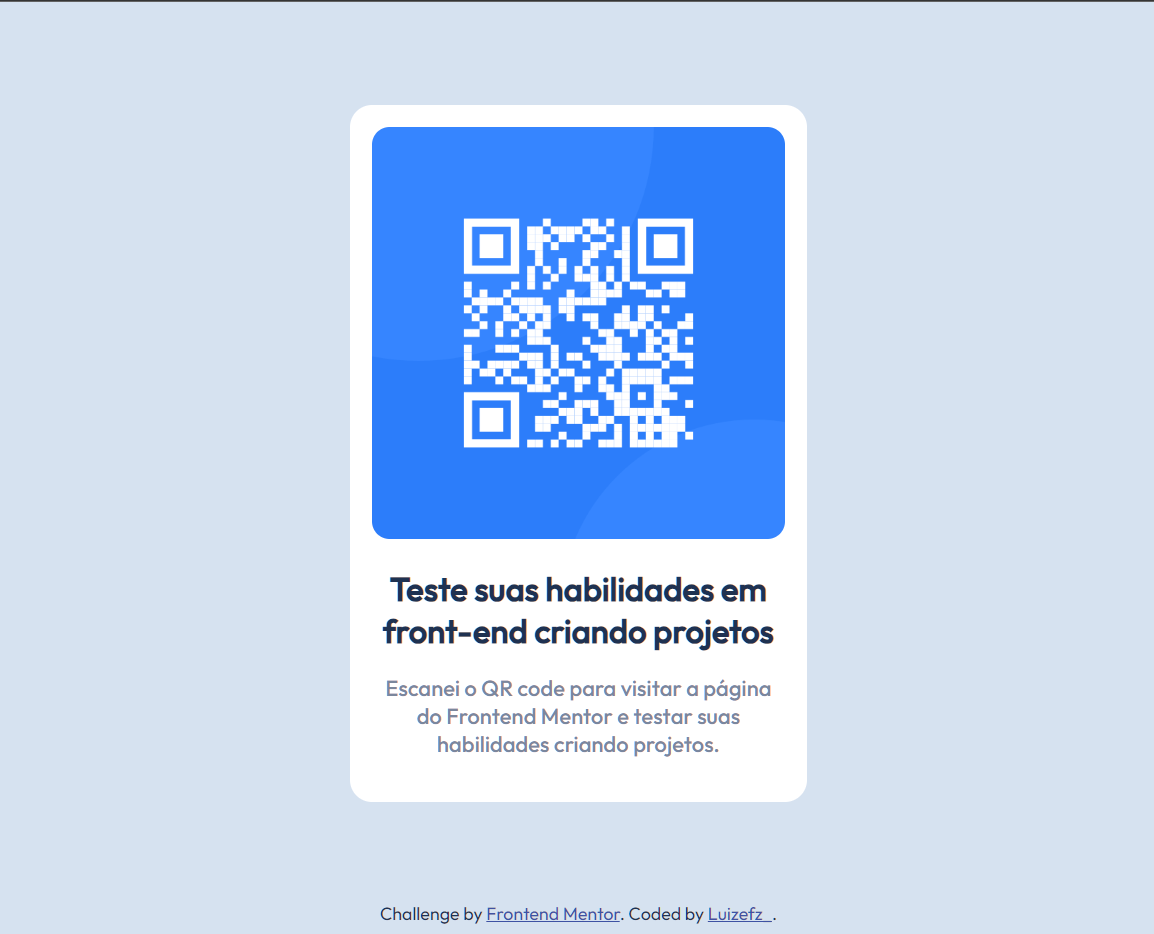 Teste suas habilidades em
front-end criando projetos
Escanei o QR code para visitar a página
do Frontend Mentor e testar suas
habilidades criando projetos.
Challenge by Frontend Mentor. Coded by Luizefz_.